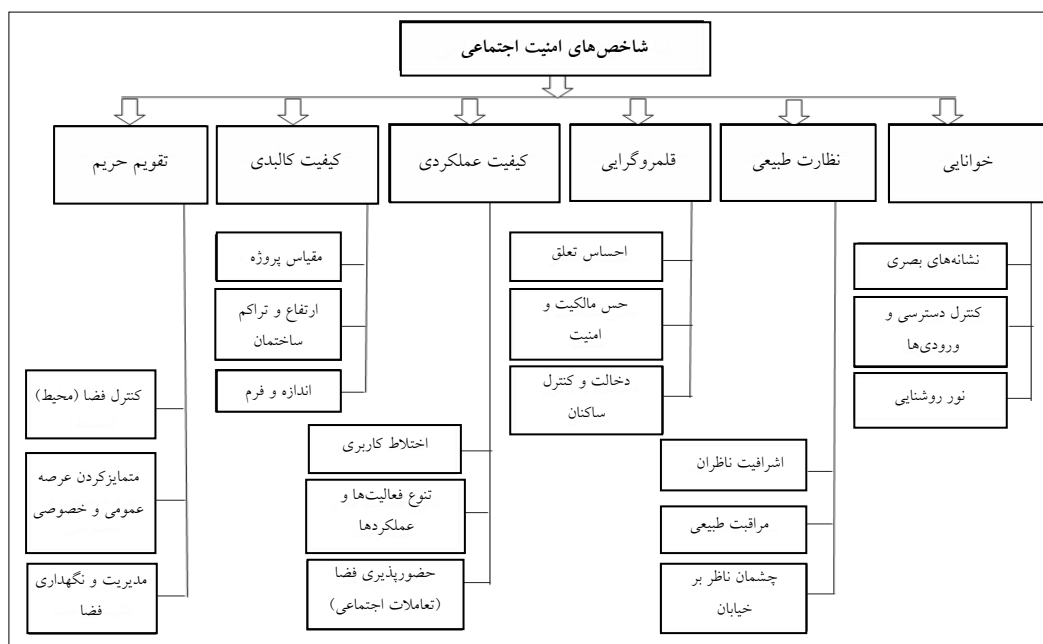 شاخص‌های امنیت اجتماعی
خوانایی
نظارت طبیعی
قلمروگرایی
کیفیت عملکردی
کیفیت کالبدی
تقویم حریم
نشانه‌های بصری
کنترل دسترسی و
ورودی‌ها
نور روشنایی
اشرافیت ناظران
مراقبت طبیعی
چشمان ناظر بر
خیابان
احساس تعلق
حس مالکیت و
امنیت
دخالت و کنترل
ساکنان
اختلاط کاربری
تنوع فعالیت‌ها و
عملکردها
حضورپذیری فضا
(تعاملات اجتماعی)
مقیاس پروژه
ارتفاع و تراکم
ساختمان
اندازه و فرم
کنترل فضا (محیط)
متمایزکردن عرصه
عمومی و خصوصی
مدیریت و نگهداری
فضا